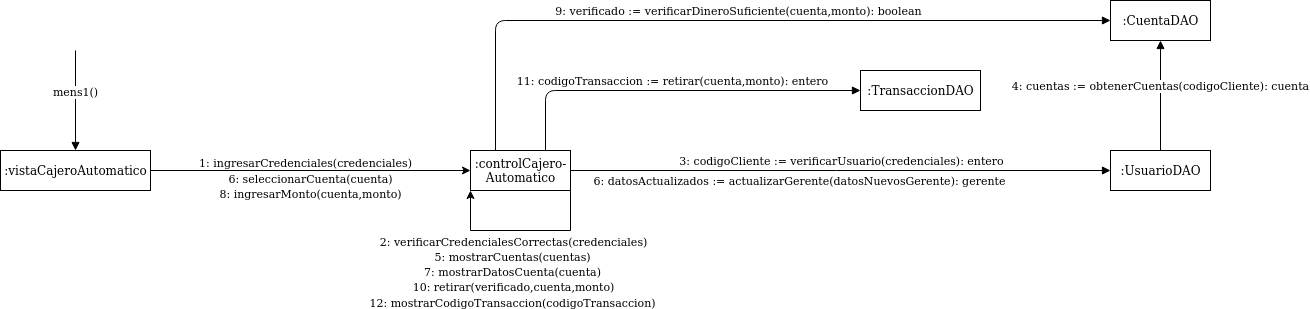 9: verificado := verificarDineroSuficiente(cuenta,monto): boolean
:CuentaDAO
11: codigoTransaccion := retirar(cuenta,monto): entero
:TransaccionDAO
4: cuentas := obtenerCuentas(codigoCliente): cuenta
mens1()
:vistaCajeroAutomatico
1: ingresarCredenciales(credenciales)
6: seleccionarCuenta(cuenta)
8: ingresarMonto(cuenta,monto)
:controlCajero-
Automatico
3: codigoCliente := verificarUsuario(credenciales): entero
6: datosActualizados := actualizarGerente(datosNuevosGerente): gerente
:UsuarioDAO
2: verificarCredencialesCorrectas(credenciales)
5: mostrarCuentas(cuentas)
7: mostrarDatosCuenta(cuenta)
10: retirar(verificado,cuenta,monto)
12: mostrarCodigoTransaccion(codigoTransaccion)